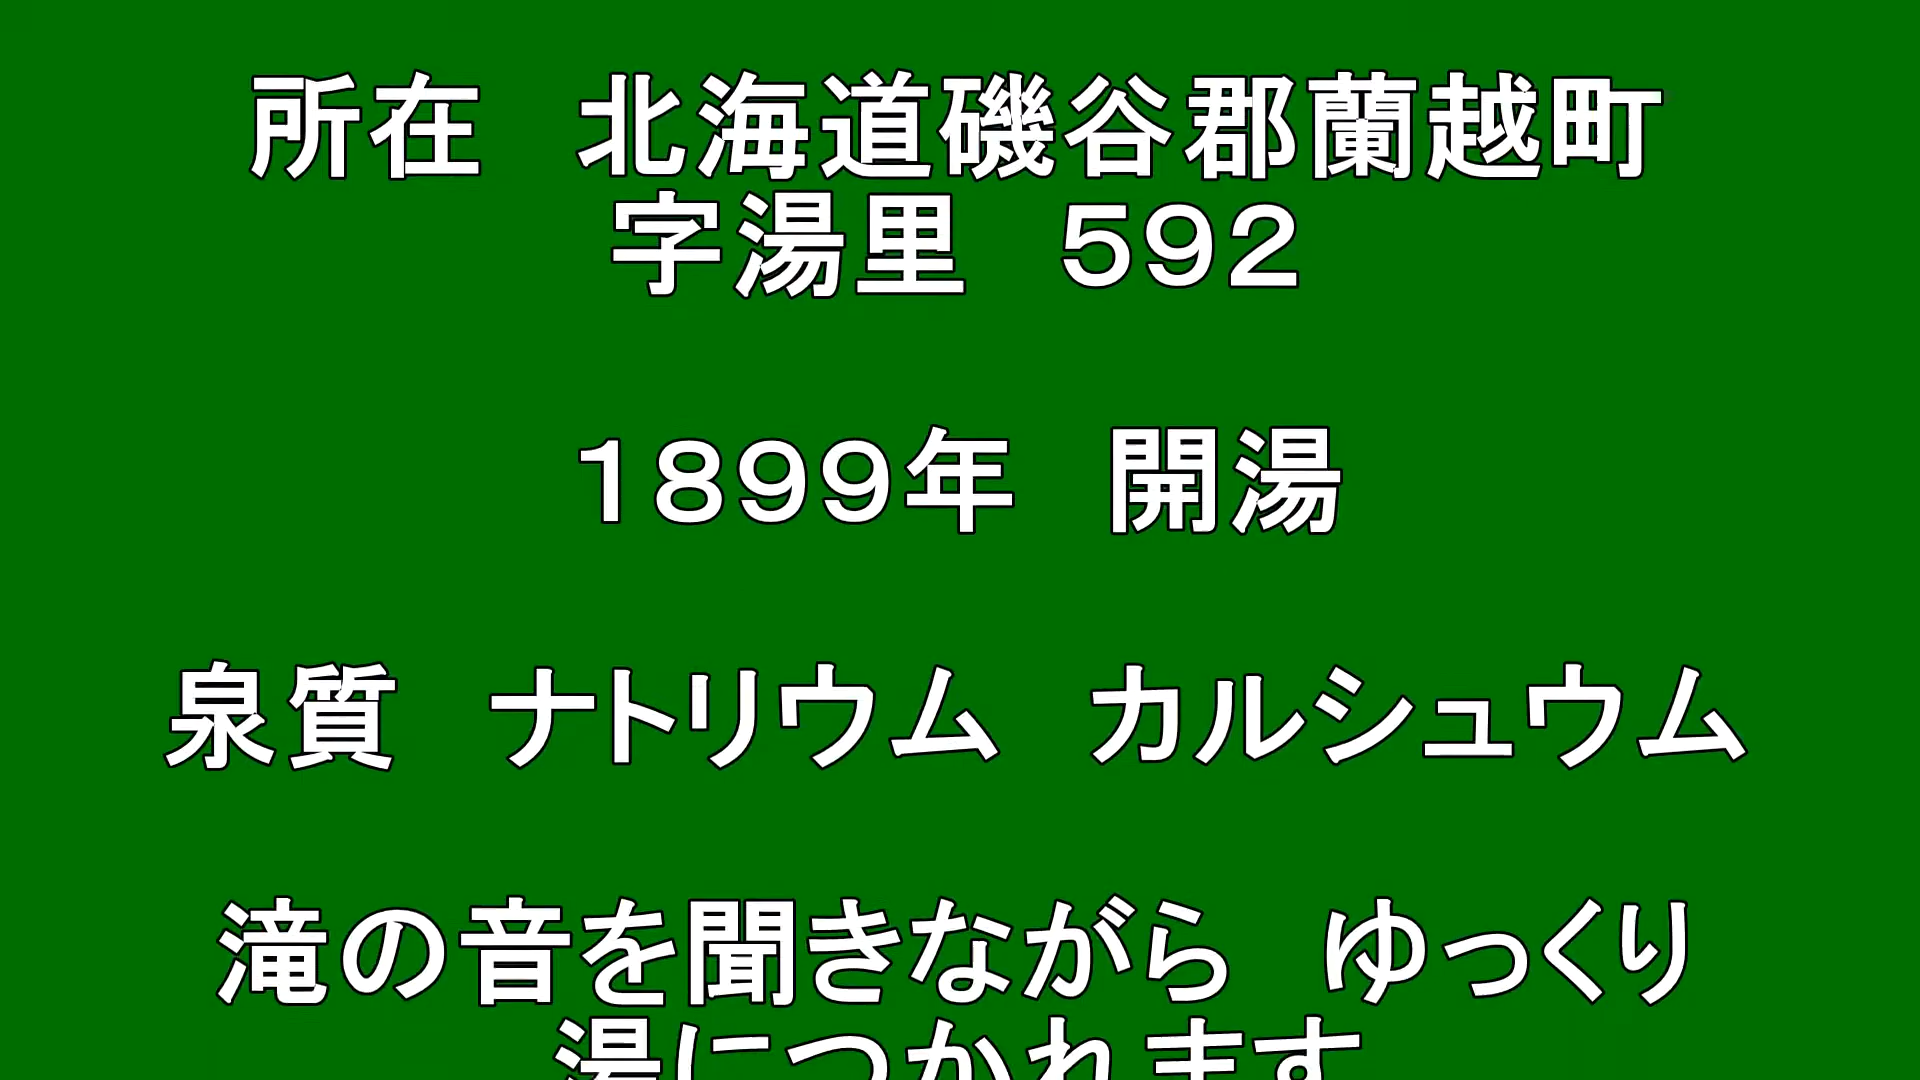 所在　北海道磯谷郡蘭越町
字湯里　５９２
１８９９年　開湯
泉質　ナトリウム　カルシュウム
滝の音を聞きながら　ゆっくり
湯につかれます